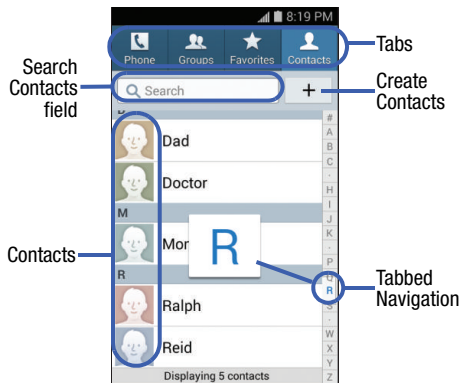 8:19 PM
Phone Groups Favorites Contacts
Tabs
Search Contacts field
Search
+
Create Contacts
#
A
B
C
.
H
I
J
K
.
P
Q
R
S
.
W
X
Y
Z
Dad
Doctor
M
R
R
Ralph
Reid
Contacts
Tabbed Navigation
Displaying 5 contacts